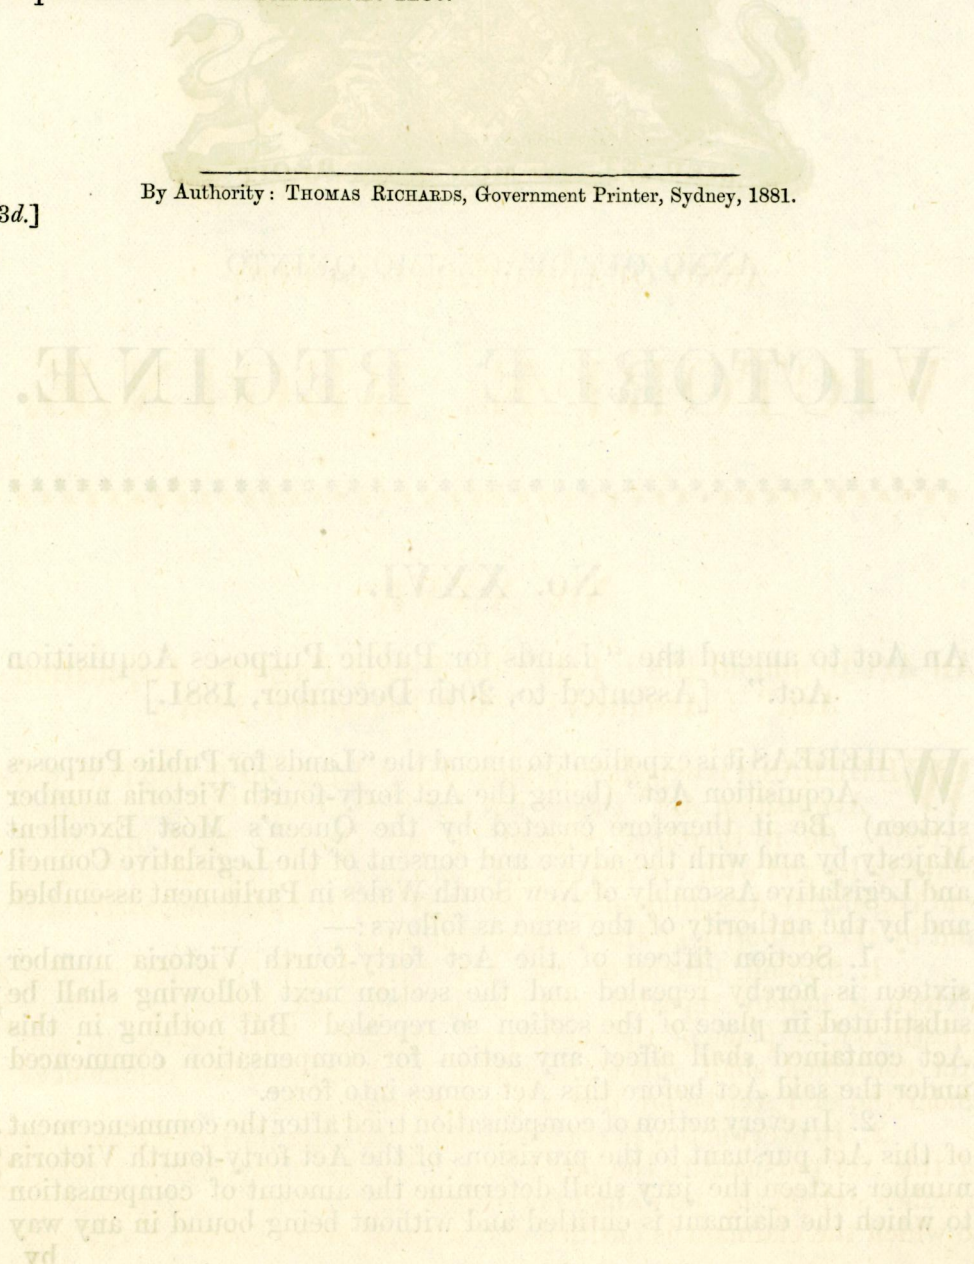 By Authority: THOMAS RICHARDS, Government Printer, Sydney, 1881.
3d.]
ANNO QUINTO
VICTORIÆ REGINÆ.
No. XXVI.
An Act to amend the "Lands for Public Purposes Acquisition
Act." [Assented to, 20th December, 1881.]
WHEREAS it is expedient to amend the "Lands for Public Purposes
Acquisition Act" (being the Act forty-fourth Victoria number
sixteen) Be it therefore enacted by the Queen's Most Excellent
Majesty by and with the advice and consent of the Legislative Council
and Legislative Assembly of New South Wales in Parliament assembled
and by the authority of the same as follows:—
1. Section fifteen of the Act forty-fourth Victoria number
sixteen is hereby repealed and the section next following shall be
substituted in place of the section so repealed But nothing in this
Act contained shall affect any action for compensation commenced
under the said Act before this Act comes into force.
2. In every action of compensation tried after the commencement
of this Act pursuant to the provisions of the Act forty-fourth Victoria
number sixteen the jury shall determine the amount of compensation
to which the claimant is entitled and without being bound in any way
by